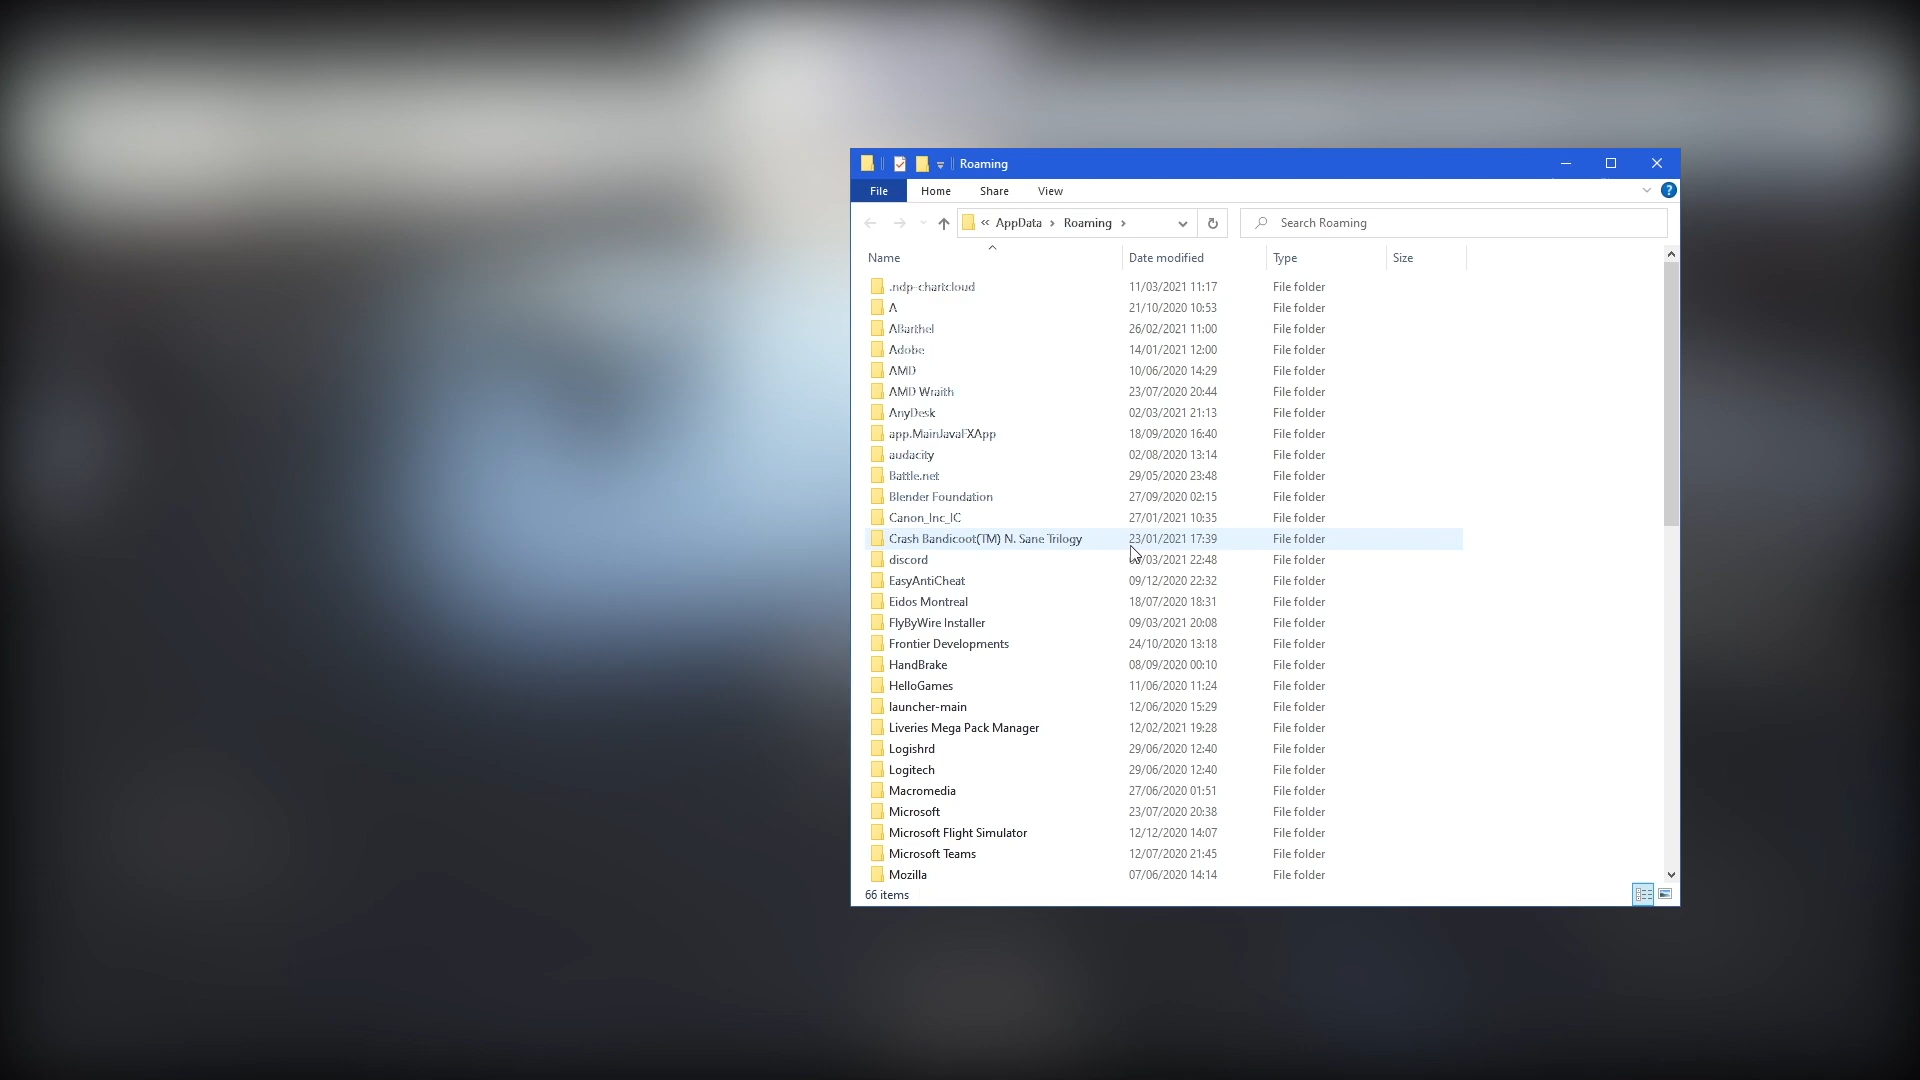 Roaming
File Home Share View
« AppData › Roaming › Search Roaming
Name Date modified Type Size
.ndp-chartcloud 11/03/2021 11:17 File folder
A 21/10/2020 10:53 File folder
ABarthel 26/02/2021 11:00 File folder
Adobe 14/01/2021 12:00 File folder
AMD 10/06/2020 14:29 File folder
AMD Wraith 23/07/2020 20:44 File folder
AnyDesk 02/03/2021 21:13 File folder
app.MainJavaFXApp 18/09/2020 16:40 File folder
audacity 02/08/2020 13:14 File folder
Battle.net 29/05/2020 23:48 File folder
Blender Foundation 27/09/2020 02:15 File folder
Canon_Inc_IC 27/01/2021 10:35 File folder
Crash Bandicoot(TM) N. Sane Trilogy 23/01/2021 17:39 File folder
discord /03/2021 22:48 File folder
EasyAntiCheat 09/12/2020 22:32 File folder
Eidos Montreal 18/07/2020 18:31 File folder
FlyByWire Installer 09/03/2021 20:08 File folder
Frontier Developments 24/10/2020 13:18 File folder
HandBrake 08/09/2020 00:10 File folder
HelloGames 11/06/2020 11:24 File folder
launcher-main 12/06/2020 15:29 File folder
Liveries Mega Pack Manager 12/02/2021 19:28 File folder
Logishrd 29/06/2020 12:40 File folder
Logitech 29/06/2020 12:40 File folder
Macromedia 27/06/2020 01:51 File folder
Microsoft 23/07/2020 20:38 File folder
Microsoft Flight Simulator 12/12/2020 14:07 File folder
Microsoft Teams 12/07/2020 21:45 File folder
Mozilla 07/06/2020 14:14 File folder
66 items